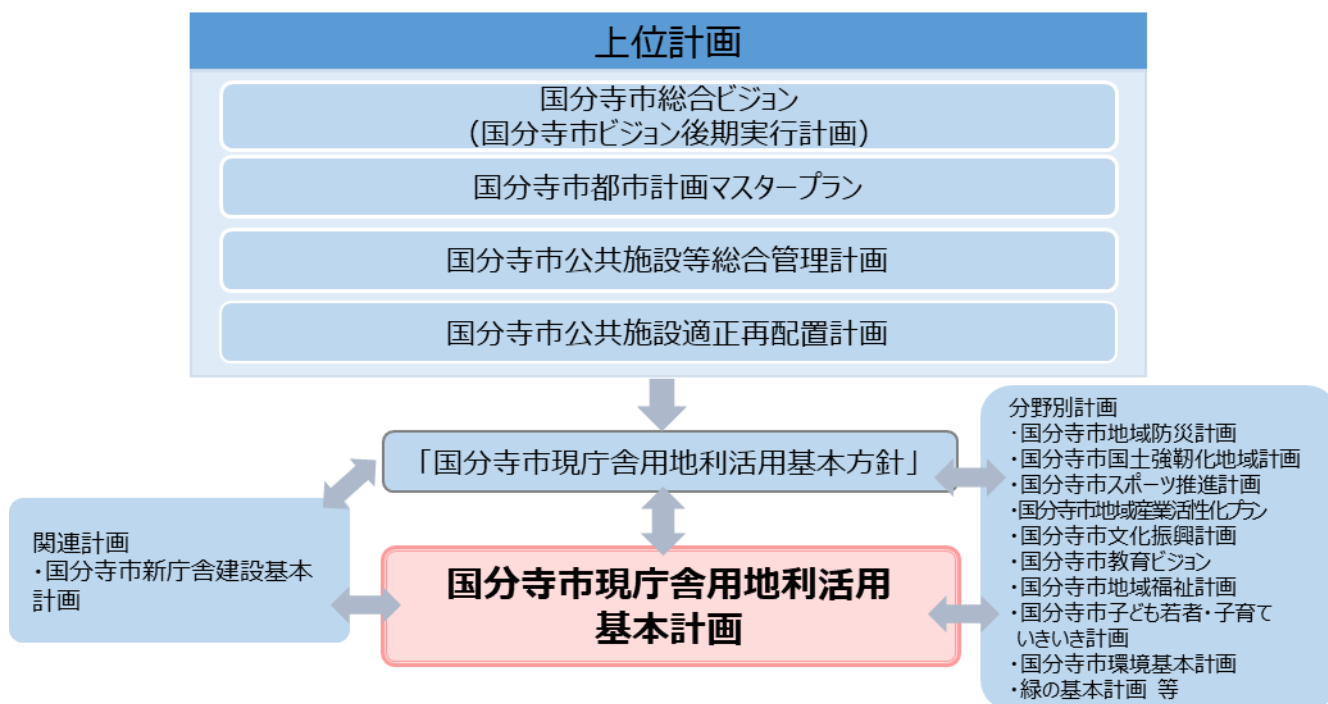 上位計画
国分寺市総合ビジョン
（国分寺市ビジョン後期実行計画）
国分寺市都市計画マスタープラン
国分寺市公共施設等総合管理計画
国分寺市公共施設適正再配置計画
「国分寺市現庁舎用地利活用基本方針」
関連計画
・国分寺市新庁舎建設基本
計画
国分寺市現庁舎用地利活用
基本計画
分野別計画
・国分寺市地域防災計画
・国分寺市国土強靭化地域計画
・国分寺市スポーツ推進計画
・国分寺市地域産業活性化プラン
・国分寺市文化振興計画
・国分寺市教育ビジョン
・国分寺市地域福祉計画
・国分寺市子ども若者・子育て
いきいき計画
・国分寺市環境基本計画
・緑の基本計画 等